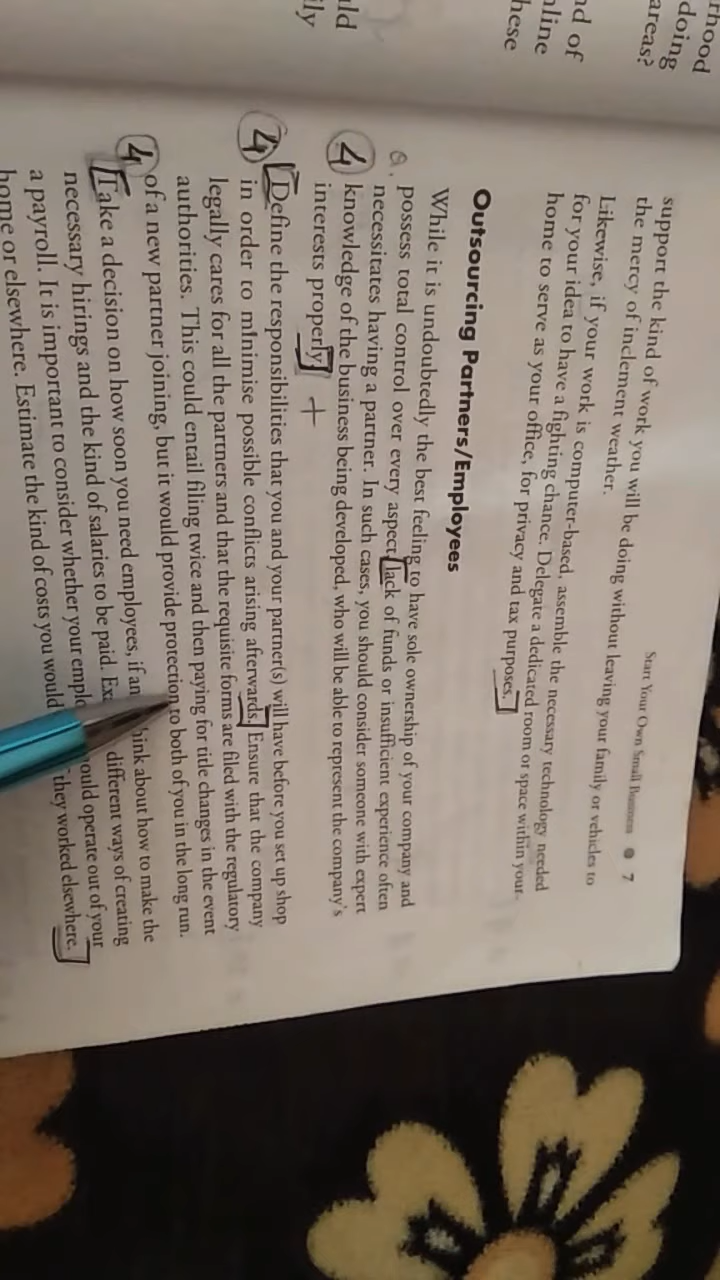 rhood
doing
areas?
nd of
nline
hese
uld
ily
Start Your Own Small Business 7
support the kind of work you will be doing without leaving your family or vehicles to
the mercy of inclement weather.
Likewise, if your work is computer-based, assemble the necessary technology needed
for your idea to have a fighting chance. Delegate a dedicated room or space within your
home to serve as your office, for privacy and tax purposes.
Outsourcing Partners/Employees
While it is undoubtedly the best feeling to have sole ownership of your company and
possess total control over every aspect, lack of funds or insufficient experience often
necessitates having a partner. In such cases, you should consider someone with expert
4 knowledge of the business being developed, who will be able to represent the company's
interests properly. +
Define the responsibilities that you and your partner(s) will have before you set up shop
4 in order to minimise possible conflicts arising afterwards. Ensure that the company
legally cares for all the partners and that the requisite forms are filed with the regulatory
authorities. This could entail filing twice and then paying for title changes in the event
4 of a new partner joining, but it would provide protection to both of you in the long run.
Take a decision on how soon you need employees, if an hink about how to make the
necessary hirings and the kind of salaries to be paid. Ex different ways of creating
a payroll. It is important to consider whether your emplo ould operate out of your
home or elsewhere. Estimate the kind of costs you would they worked elsewhere.